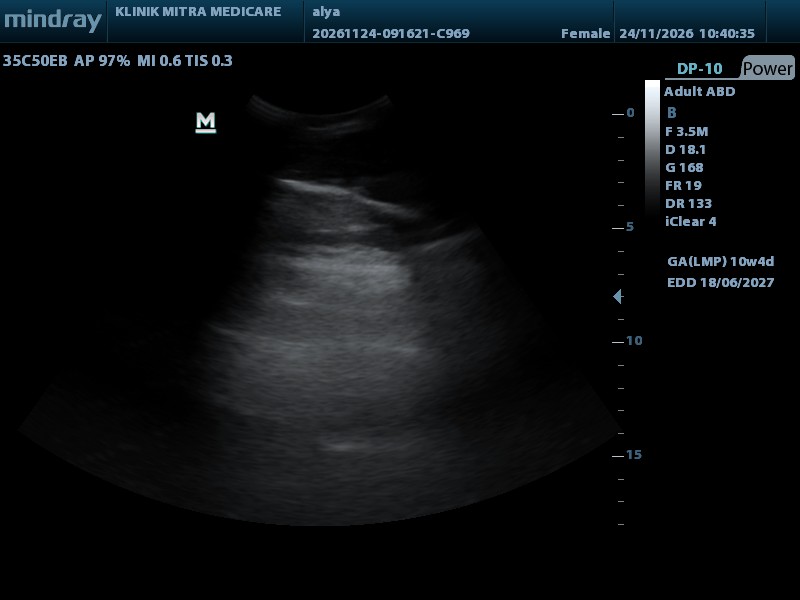 mindray
KLINIK MITRA MEDICARE
alya
20261124-091621-C969
Female
24/11/2026 10:40:35
35C50EB AP 97% MI 0.6 TIS 0.3
DP-10
Power
Adult ABD
B
F 3.5M
D 18.1
G 168
FR 19
DR 133
iClear 4
GA(LMP) 10w4d
EDD 18/06/2027
M
0
5
10
15